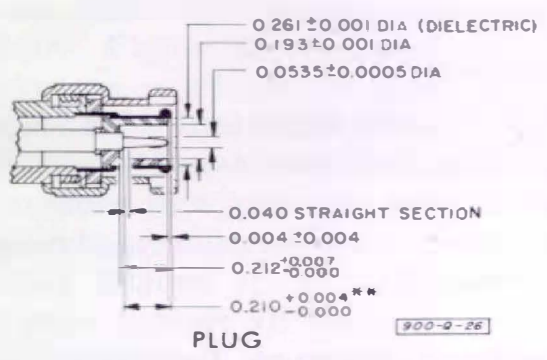 0.261 ±0.001 DIA (DIELECTRIC)
0.193±0.001 DIA
0.0535±0.0005 DIA
0.040 STRAIGHT SECTION
0.004 ±0.004
0.212 +0.007 -0.000
0.210 +0.004 ** -0.000
PLUG
900-Q-26